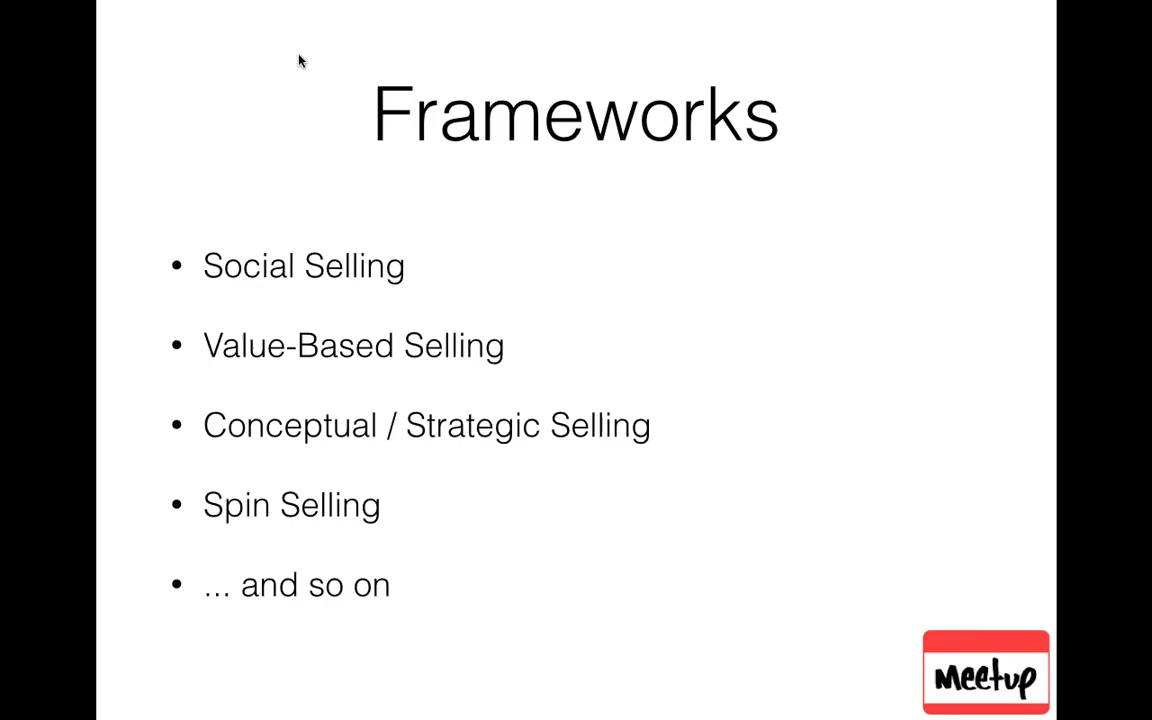 Frameworks
• Social Selling
• Value-Based Selling
• Conceptual / Strategic Selling
• Spin Selling
• ... and so on
Meetup